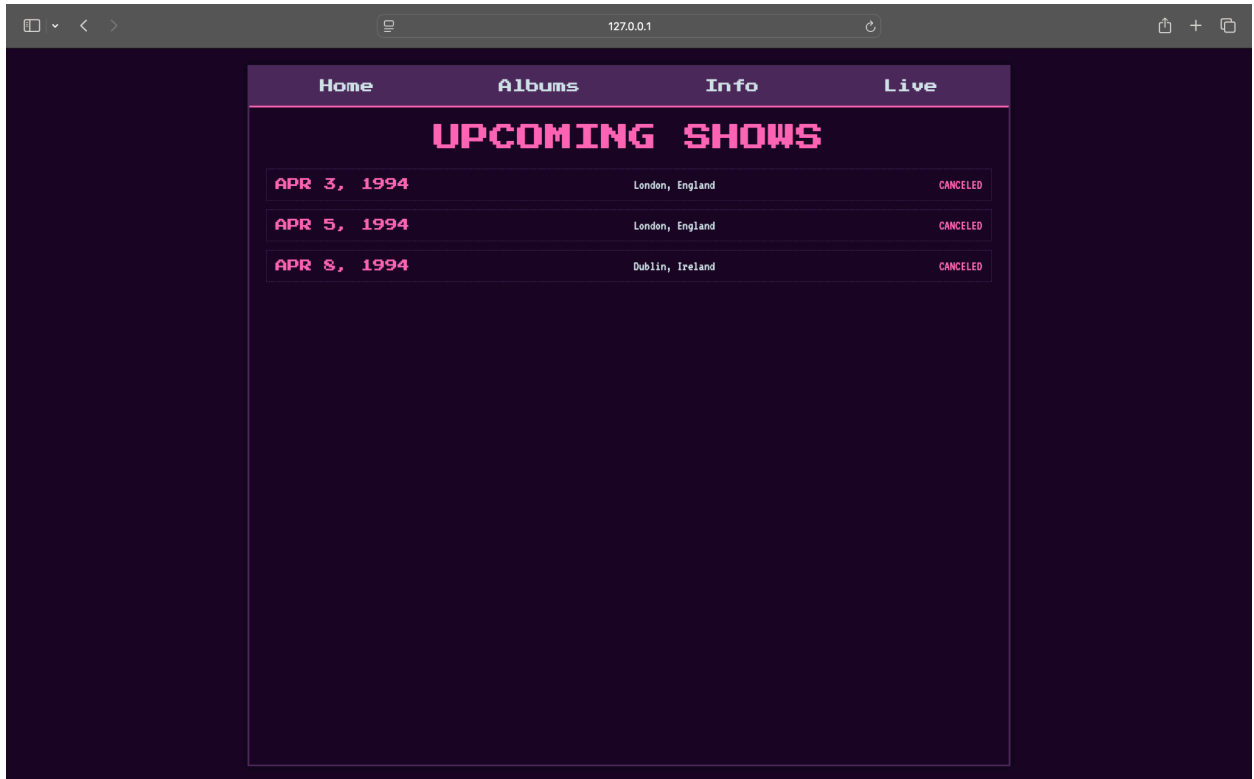 127.0.0.1
Home Albums Info Live
UPCOMING SHOWS
APR 3, 1994 London, England CANCELED
APR 5, 1994 London, England CANCELED
APR 8, 1994 Dublin, Ireland CANCELED